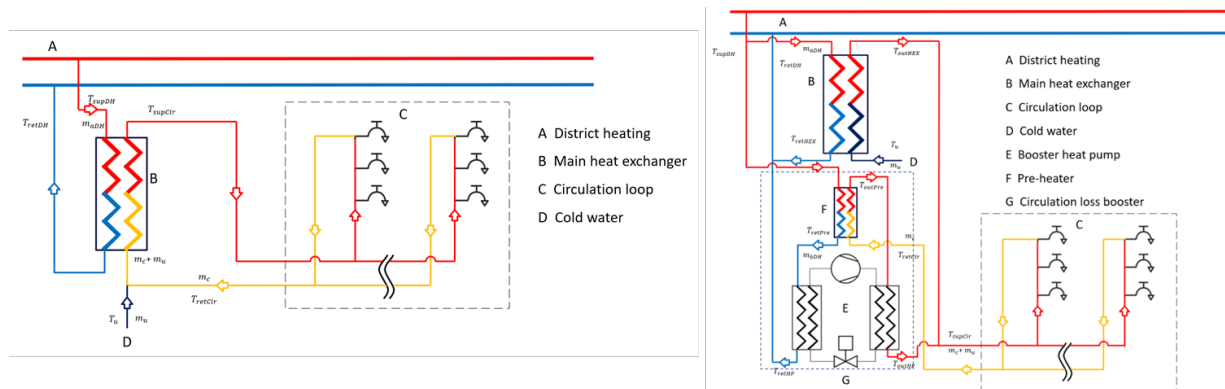 A
T_supDH
T_supCir
T_retDH
m_aDH
B
C
m_c + m_u
m_c
T_retCir
T_u
m_u
D
A District heating
B Main heat exchanger
C Circulation loop
D Cold water
A
T_supDH
m_aDH
T_outHEX
T_retDH
B
T_retHEX
T_u
m_u
D
T_outPre
F
T_retPre
m_bDH
T_retCir
E
T_supCir
m_c + m_u
T_outHP
T_retHP
G
C
A District heating
B Main heat exchanger
C Circulation loop
D Cold water
E Booster heat pump
F Pre-heater
G Circulation loss booster